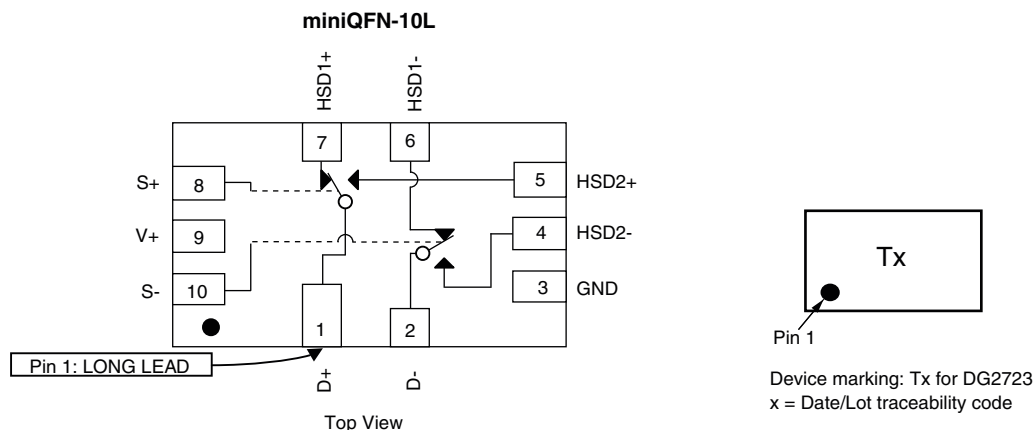 miniQFN-10L
HSD1+
HSD1-
7
6
S+
8
5
HSD2+
V+
9
4
HSD2-
S-
10
3
GND
1
2
Pin 1: LONG LEAD
D+
D-
Top View
Tx
Pin 1
Device marking: Tx for DG2723
x = Date/Lot traceability code